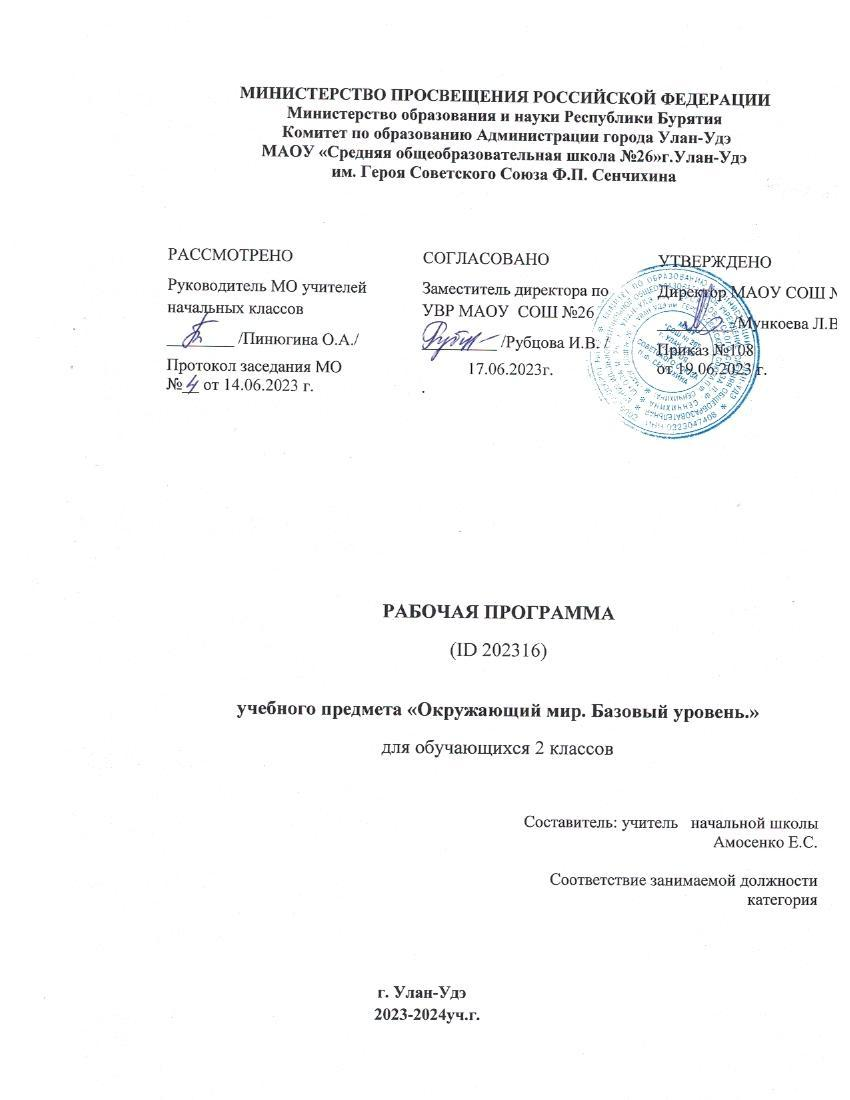 МИНИСТЕРСТВО ПРОСВЕЩЕНИЯ РОССИЙСКОЙ ФЕДЕРАЦИИ
Министерство образования и науки Республики Бурятия
Комитет по образованию Администрации города Улан-Удэ
МАОУ «Средняя общеобразовательная школа №26»г.Улан-Удэ
им. Героя Советского Союза Ф.П. Сенчихина
РАССМОТРЕНО
Руководитель МО учителей
начальных классов
/Пинюгина О.А./
Протокол заседания МО
№ 4 от 14.06.2023 г.
СОГЛАСОВАНО
Заместитель директора по
УВР МАОУ СОШ №26
/Рубцова И.В. /
17.06.2023г.
.
УТВЕРЖДЕНО
Директор МАОУ СОШ №
/Мункоева Л.В
Приказ №108
от 19.06.2023 г.
РАБОЧАЯ ПРОГРАММА
(ID 202316)
учебного предмета «Окружающий мир. Базовый уровень.»
для обучающихся 2 классов
Составитель: учитель начальной школы
Амосенко Е.С.
Соответствие занимаемой должности
категория
г. Улан-Удэ
2023-2024уч.г.